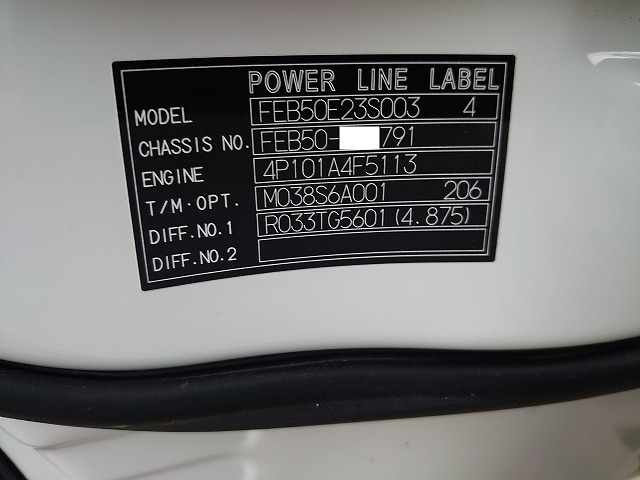 POWER LINE LABEL
MODEL FEB50E23S003 4
CHASSIS NO. FEB50- 791
ENGINE 4P101A4F5113
T/M·OPT. M038S6A001 206
DIFF.NO.1 R033TG5601(4.875)
DIFF.NO.2